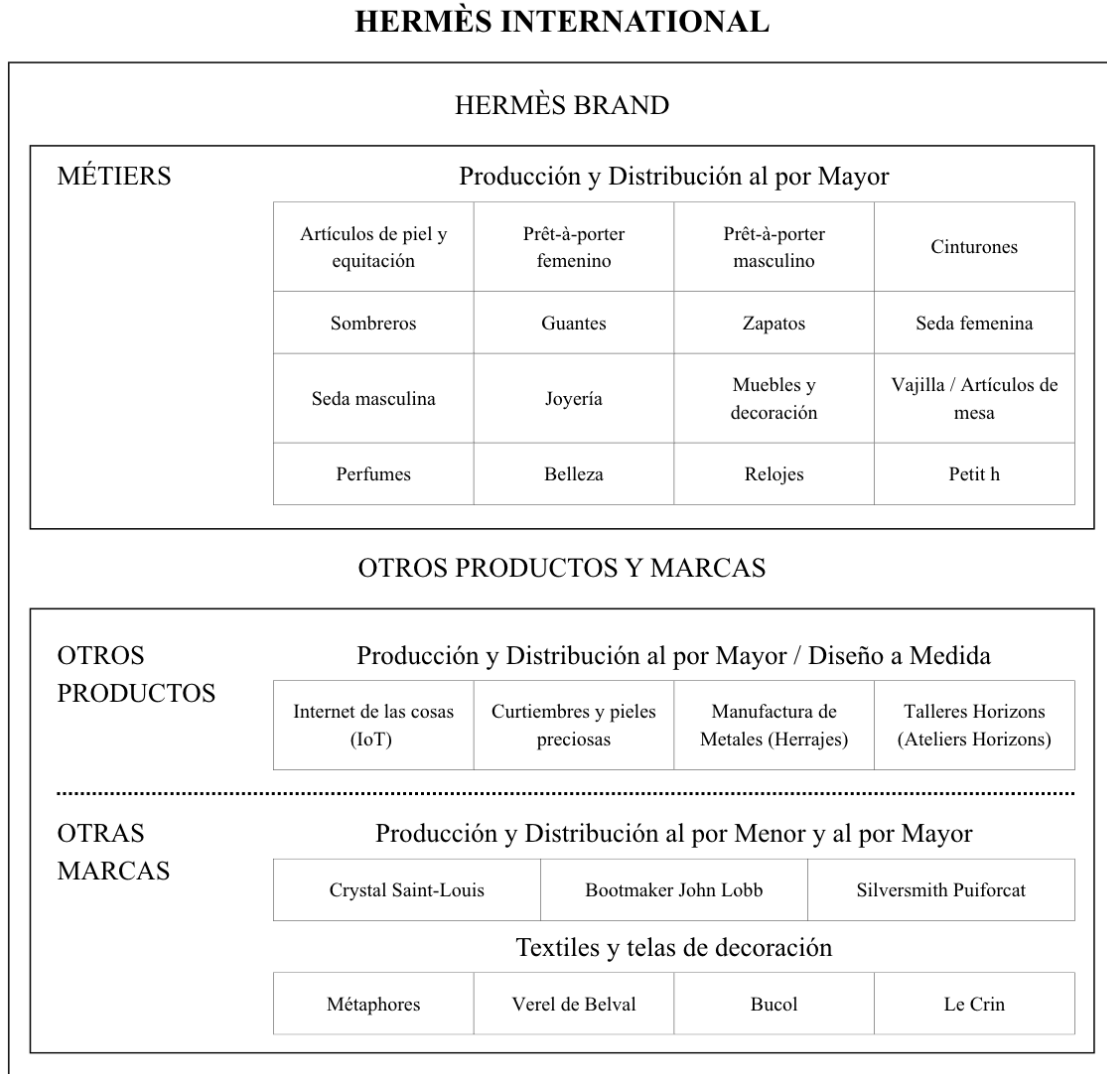 HERMÈS INTERNATIONAL
HERMÈS BRAND
MÉTIERS
Producción y Distribución al por Mayor
Artículos de piel y
equitación
Prêt-à-porter
femenino
Prêt-à-porter
masculino
Cinturones
Sombreros
Guantes
Zapatos
Seda femenina
Seda masculina
Joyería
Muebles y
decoración
Vajilla / Artículos de
mesa
Perfumes
Belleza
Relojes
Petit h
OTROS PRODUCTOS Y MARCAS
OTROS
PRODUCTOS
Producción y Distribución al por Mayor / Diseño a Medida
Internet de las cosas
(IoT)
Curtiembres y pieles
preciosas
Manufactura de
Metales (Herrajes)
Talleres Horizons
(Ateliers Horizons)
OTRAS
MARCAS
Producción y Distribución al por Menor y al por Mayor
Crystal Saint-Louis
Bootmaker John Lobb
Silversmith Puiforcat
Textiles y telas de decoración
Métaphores
Verel de Belval
Bucol
Le Crin